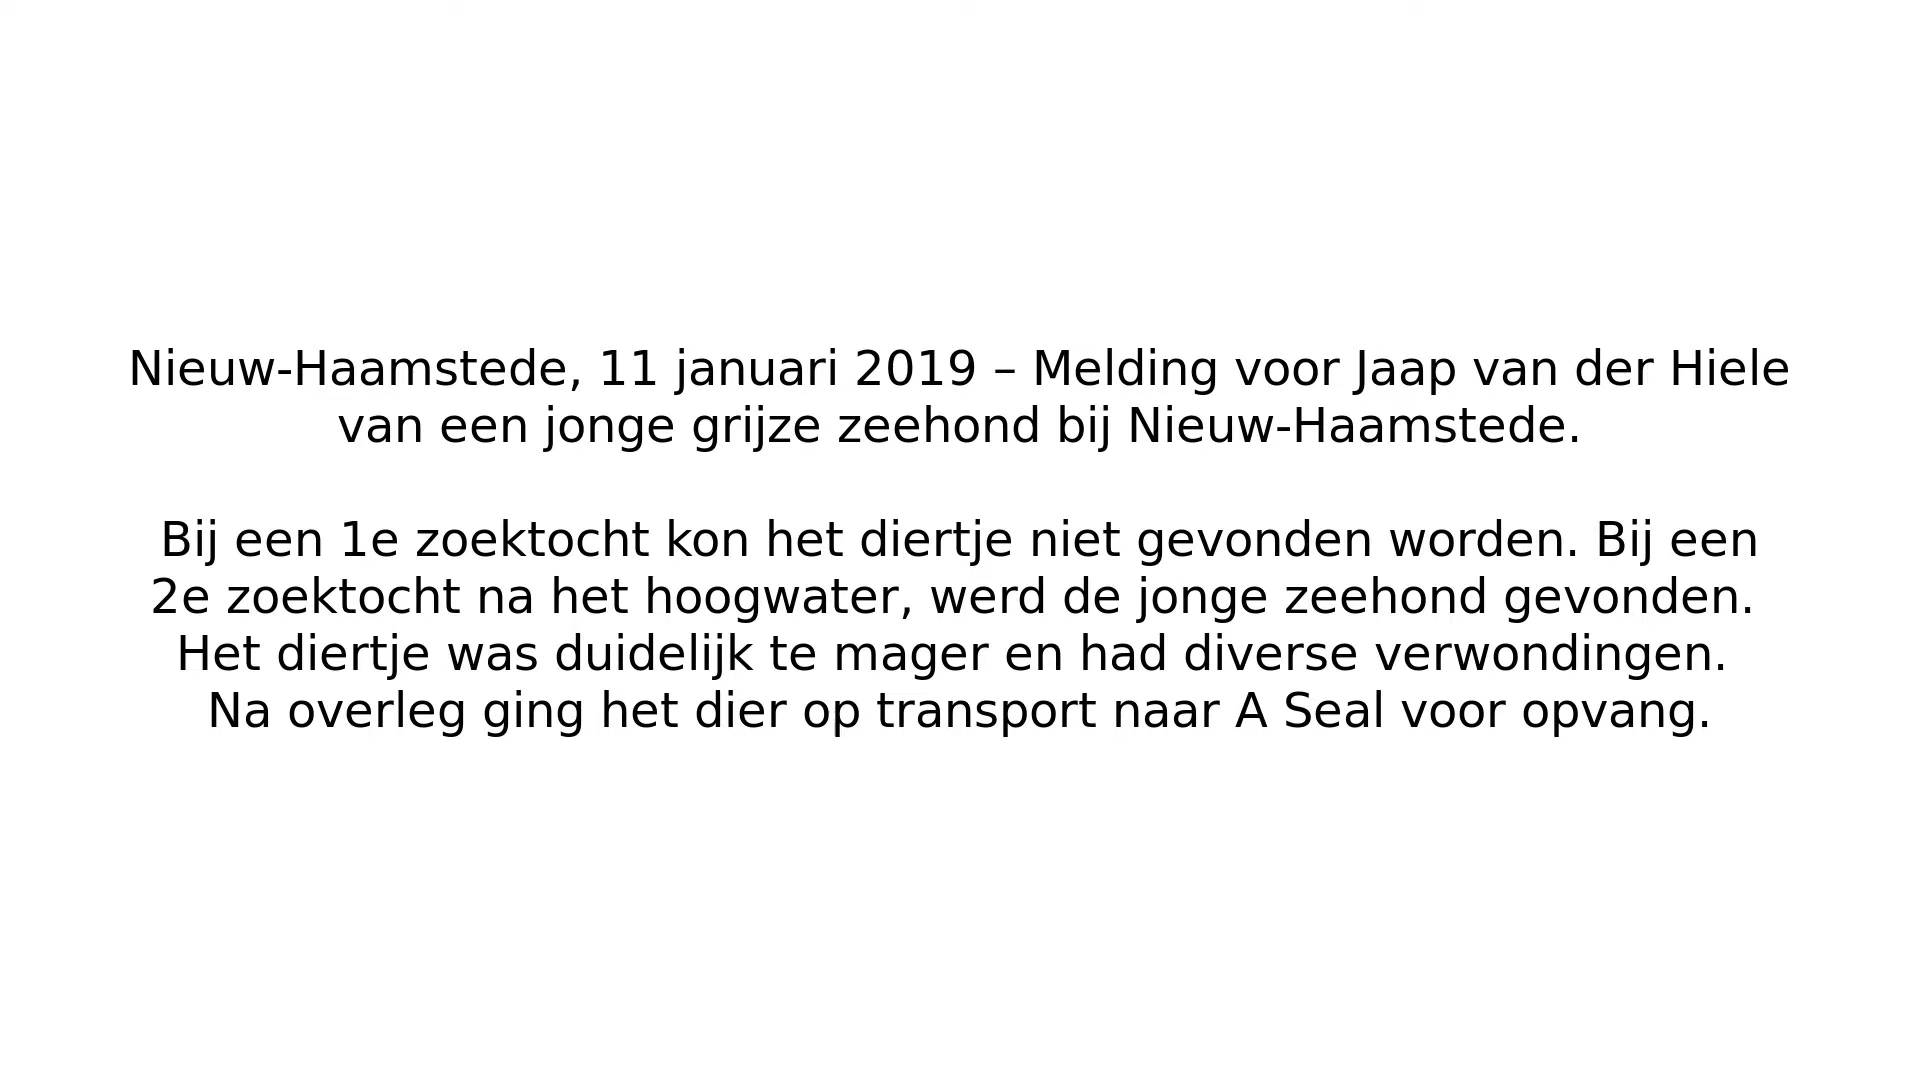 Nieuw-Haamstede, 11 januari 2019 – Melding voor Jaap van der Hiele
van een jonge grijze zeehond bij Nieuw-Haamstede.
Bij een 1e zoektocht kon het diertje niet gevonden worden. Bij een
2e zoektocht na het hoogwater, werd de jonge zeehond gevonden.
Het diertje was duidelijk te mager en had diverse verwondingen.
Na overleg ging het dier op transport naar A Seal voor opvang.